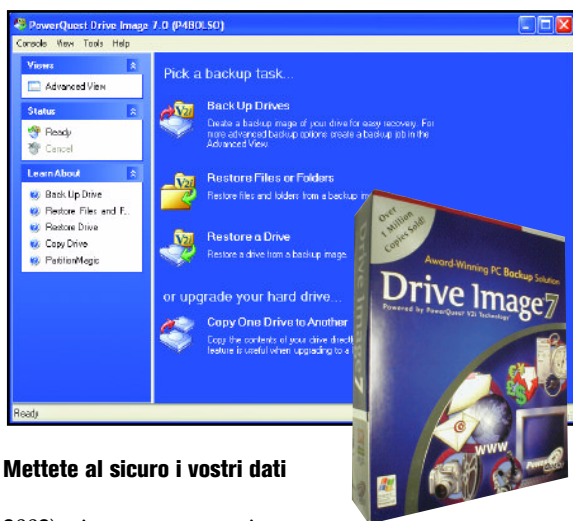 PowerQuest Drive Image 7.0 (P4BOLSO)
Console View Tools Help
Views
Advanced View
Status
Ready
Cancel
Learn About
Back Up Drive
Restore Files and F..
Restore Drive
Copy Drive
PartitionMagic
Pick a backup task...
Back Up Drives
Create a backup image of your drive for easy recovery. For
more advanced backup options create a backup job in the
Advanced View.
Restore Files or Folders
Restore files and folders from a backup
Restore a Drive
Restore a drive from a backup image.
or upgrade your hard drive...
Copy One Drive to Another
Copy the contents of your drive
feature is useful when upgrading to a
Ready
Over
1 Million
Copies Sold!
Award-Winning PC Backup Solution
Drive Image 7
Powered by PowerQuest V2i Technology
WWW
PowerQuest
Drive Image 7
Mettete al sicuro i vostri dati